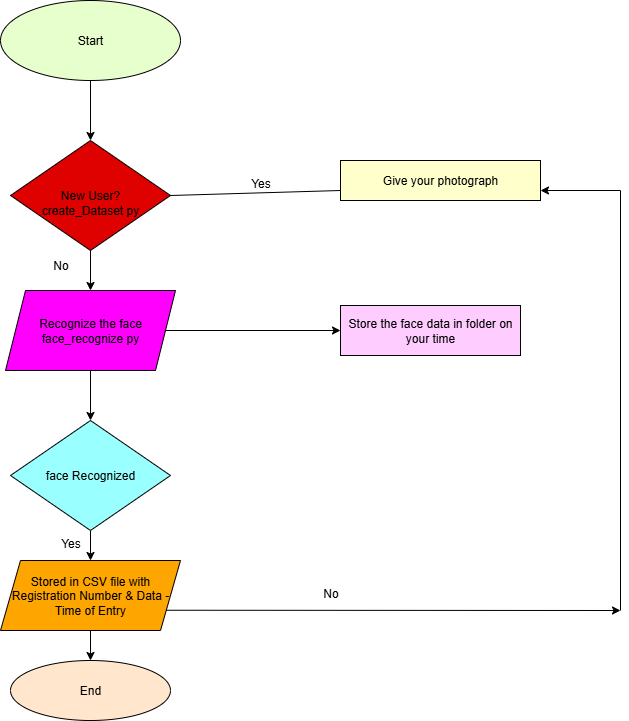 Start
New User?
create_Dataset py
Yes
Give your photograph
No
Recognize the face
face_recognize py
Store the face data in folder on
your time
face Recognized
Yes
Stored in CSV file with
Registration Number & Data -
Time of Entry
No
End